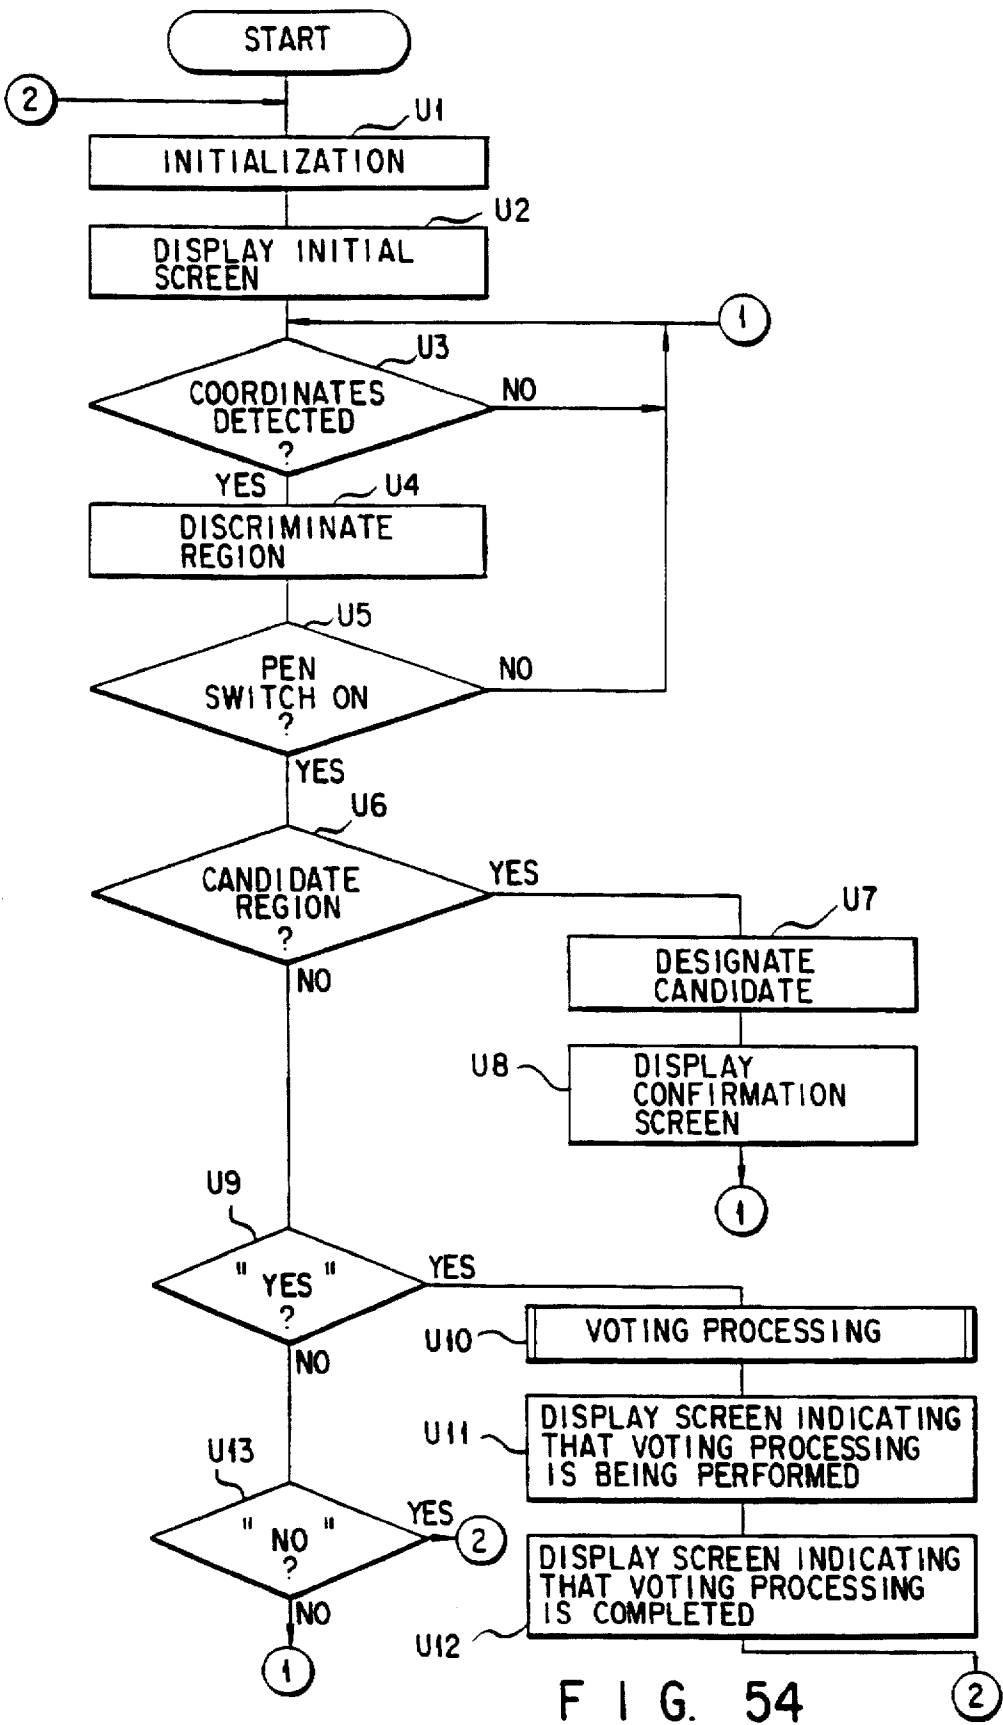 START
2
U1
INITIALIZATION
U2
DISPLAY INITIAL
SCREEN
1
U3
COORDINATES
DETECTED
?
NO
YES
U4
DISCRIMINATE
REGION
U5
PEN
SWITCH ON
?
NO
YES
U6
CANDIDATE
REGION
?
YES
NO
U7
DESIGNATE
CANDIDATE
U8
DISPLAY
CONFIRMATION
SCREEN
1
U9
" YES "
?
YES
NO
U10
VOTING PROCESSING
U11
DISPLAY SCREEN INDICATING
THAT VOTING PROCESSING
IS BEING PERFORMED
U13
" NO "
?
YES
2
NO
1
U12
DISPLAY SCREEN INDICATING
THAT VOTING PROCESSING
IS COMPLETED
2
FIG. 54